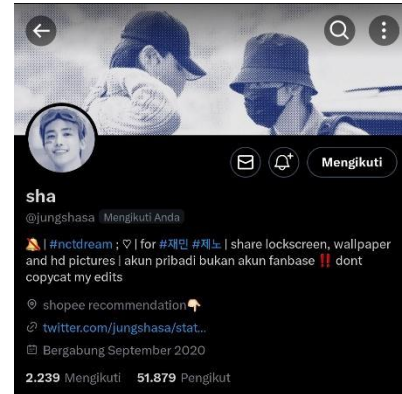 Mengikuti
sha
@jungshasa Mengikuti Anda
🔔 | #nctdream ; ♡ | for #재민 #제노 | share lockscreen, wallpaper
and hd pictures | akun pribadi bukan akun fanbase ‼️ dont
copycat my edits
shopee recommendation👇🏻
twitter.com/jungshasa/stat...
Bergabung September 2020
2.239 Mengikuti 51.879 Pengikut